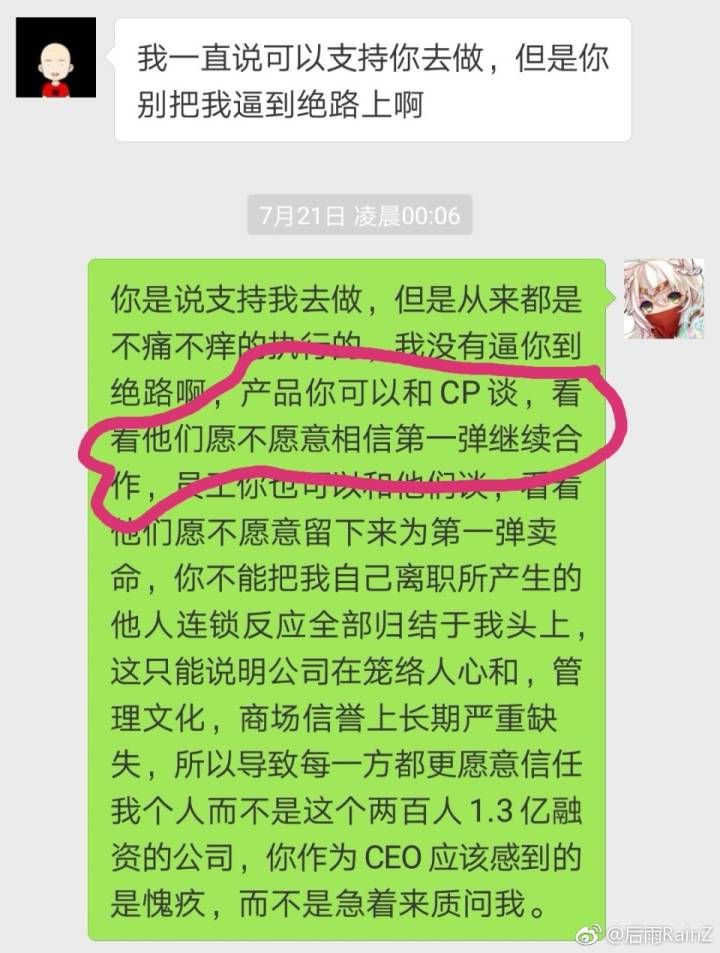 我一直说可以支持你去做，但是你
别把我逼到绝路上啊
7月21日 凌晨00:06
你是说支持我去做，但是从来都是
不痛不痒的执行的，我没有逼你到
绝路啊，产品你可以和CP谈，看
看他们愿不愿意相信第一弹继续合
作，员工你也可以和他们谈，看看
他们愿不愿意留下来为第一弹卖
命，你不能把我自己离职所产生的
他人连锁反应全部归结于我头上，
这只能说明公司在笼络人心和，管
理文化，商场信誉上长期严重缺
失，所以导致每一方都更愿意信任
我个人而不是这个两百人1.3亿融
资的公司，你作为CEO应该感到的
是愧疚，而不是急着来质问我。
@后雨RainZ